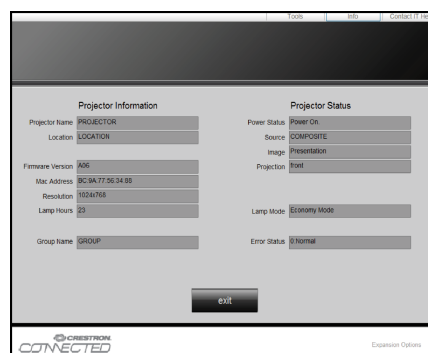 Tools Info Contact IT He
Projector Information
Projector Name PROJECTOR
Location LOCATION
Firmware Version A06
Mac Address BC:9A:77:56:34:88
Resolution 1024x768
Lamp Hours 23
Group Name GROUP
Projector Status
Power Status Power On.
Source COMPOSITE
Image Presentation
Projection front
Lamp Mode Economy Mode
Error Status 0:Normal
exit
CRESTRON.
CONNECTED
Expansion Options